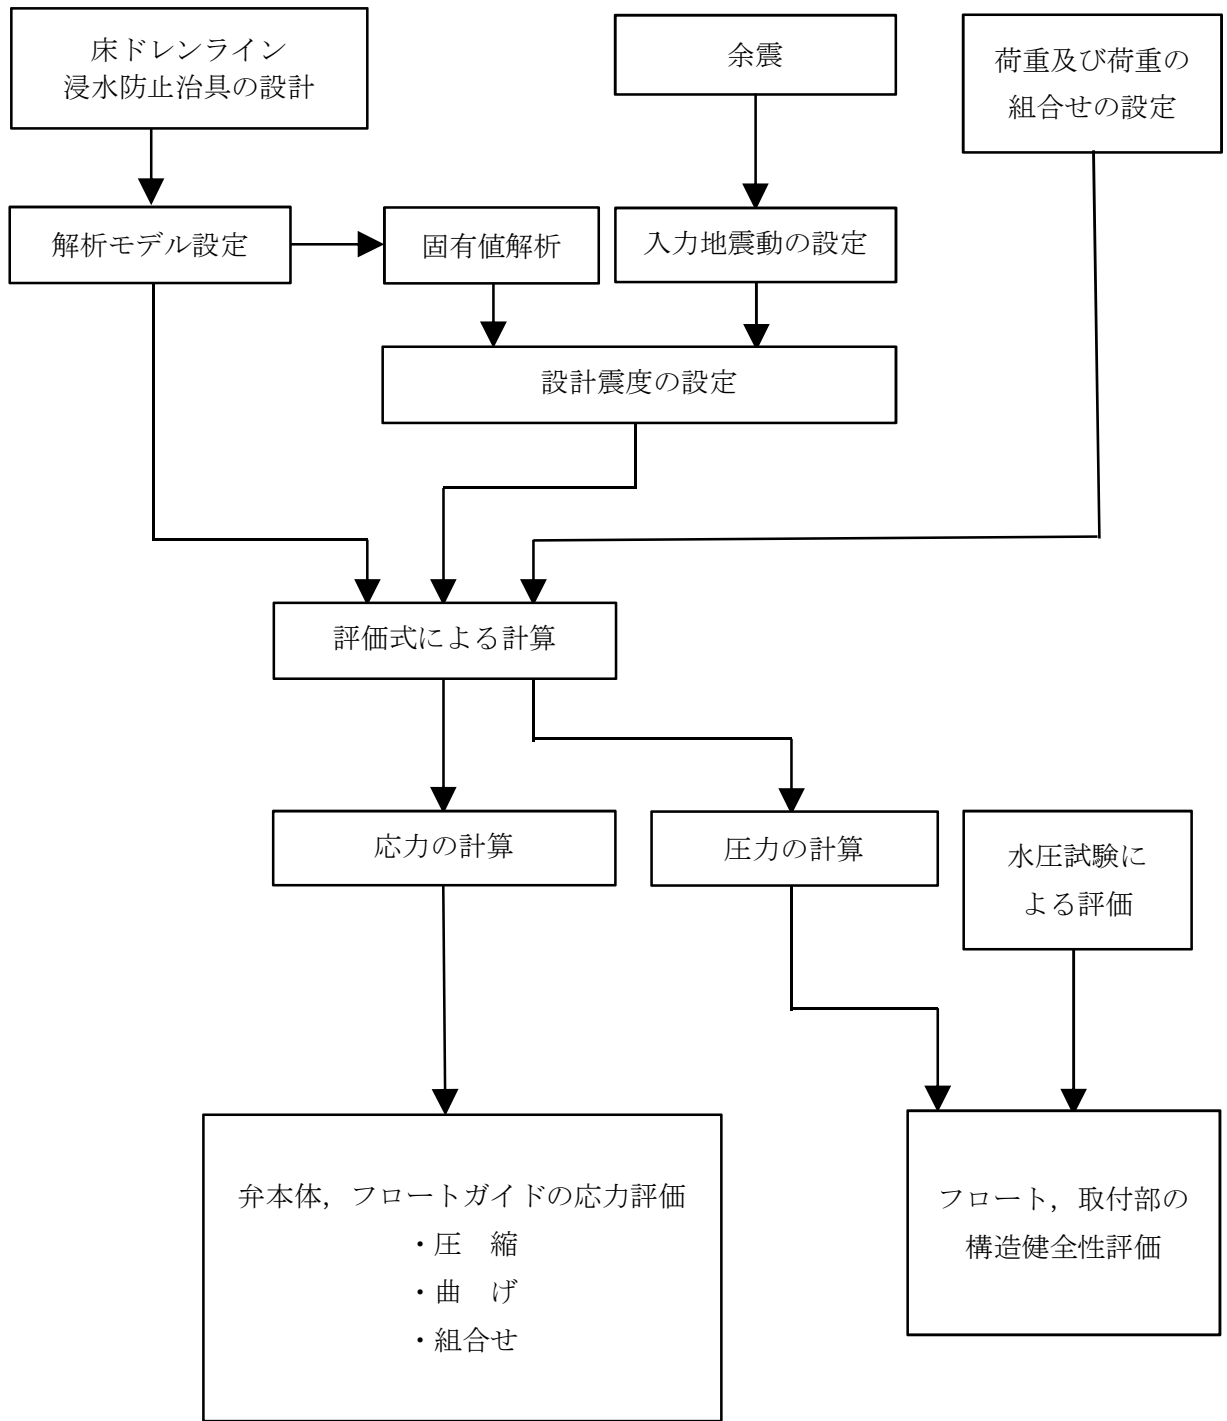 床ドレンライン
浸水防止治具の設計
余震
荷重及び荷重の
組合せの設定
解析モデル設定
固有値解析
入力地震動の設定
設計震度の設定
評価式による計算
応力の計算
圧力の計算
水圧試験に
よる評価
弁本体，フロートガイドの応力評価
・圧　縮
・曲　げ
・組合せ
フロート，取付部の
構造健全性評価